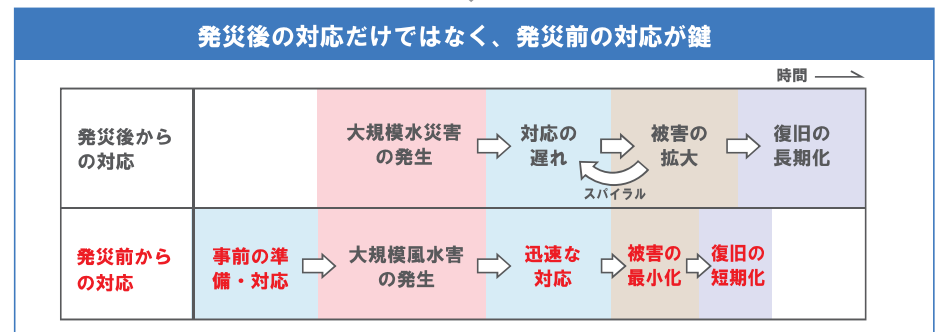 発災後の対応だけではなく、発災前の対応が鍵
時間
発災後から
の対応
大規模水災害
の発生
対応の
遅れ
被害の
拡大
復旧の
長期化
スパイラル
発災前から
の対応
事前の準
備・対応
大規模風水害
の発生
迅速な
対応
被害の
最小化
復旧の
短期化